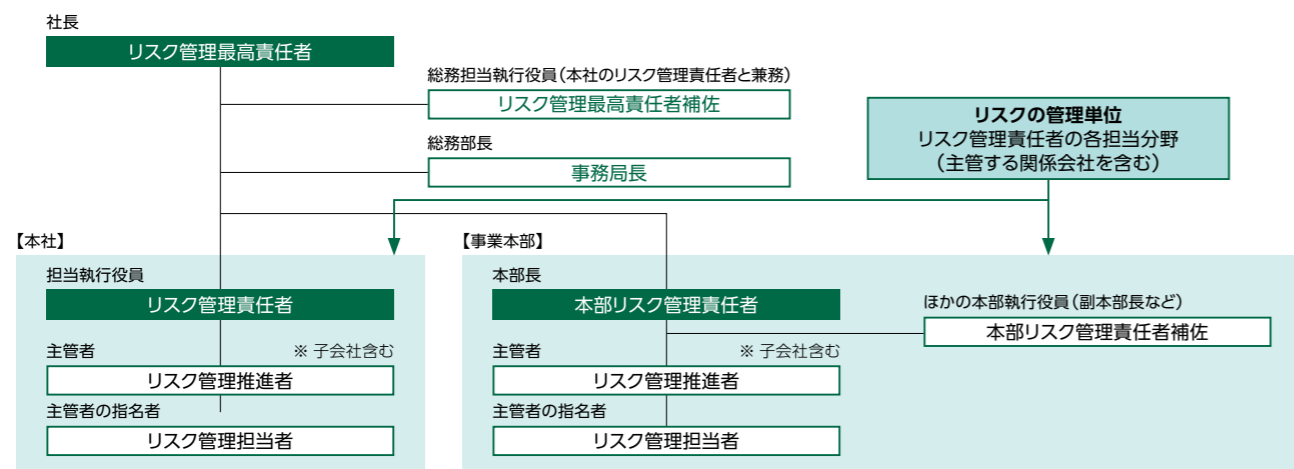 社長
リスク管理最高責任者
総務担当執行役員（本社のリスク管理責任者と兼務）
リスク管理最高責任者補佐
総務部長
事務局長
リスクの管理単位
リスク管理責任者の各担当分野
（主管する関係会社を含む）
【本社】
担当執行役員
リスク管理責任者
主管者 ※ 子会社含む
リスク管理推進者
主管者の指名者
リスク管理担当者
【事業本部】
本部長
本部リスク管理責任者
ほかの本部執行役員（副本部長など）
本部リスク管理責任者補佐
主管者 ※ 子会社含む
リスク管理推進者
主管者の指名者
リスク管理担当者